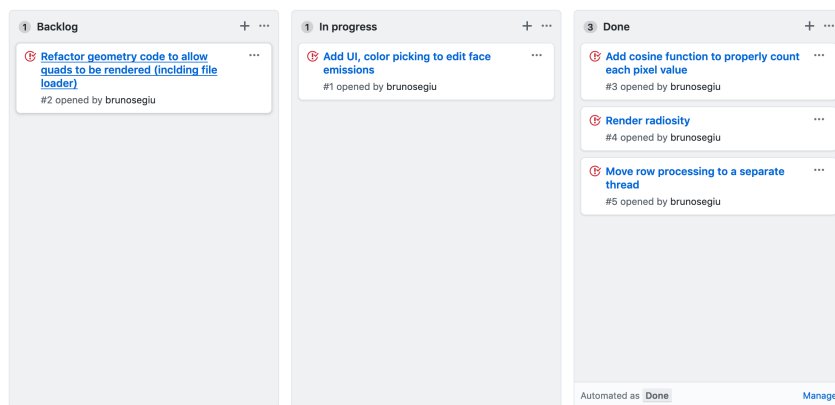 1 Backlog
Refactor geometry code to allow
quads to be rendered (inclding file
loader)
#2 opened by brunosegiu
1 In progress
Add UI, color picking to edit face
emissions
#1 opened by brunosegiu
3 Done
Add cosine function to properly count
each pixel value
#3 opened by brunosegiu
Render radiosity
#4 opened by brunosegiu
Move row processing to a separate
thread
#5 opened by brunosegiu
Automated as Done
Manage